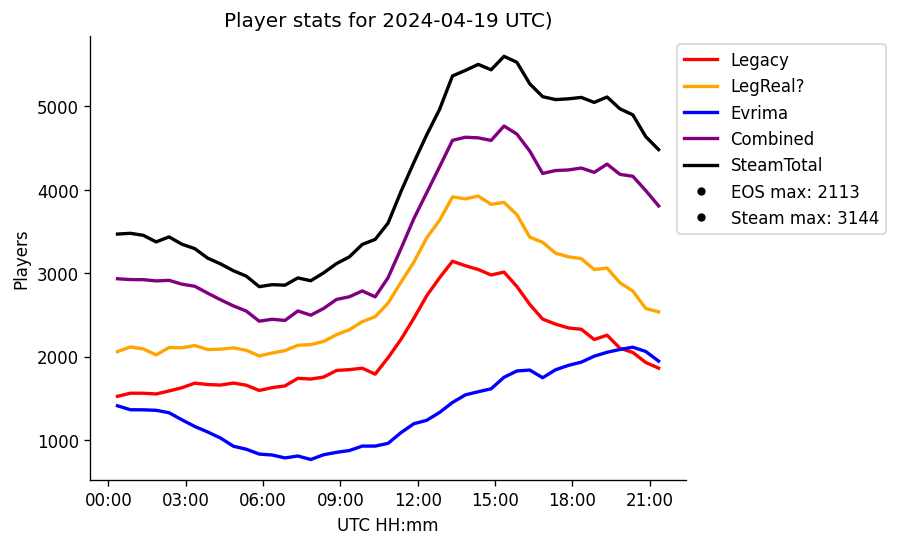 Player stats for 2024-04-19 UTC)
Legacy
LegReal?
Evrima
Combined
SteamTotal
EOS max: 2113
Steam max: 3144
Players
5000
4000
3000
2000
1000
00:00 03:00 06:00 09:00 12:00 15:00 18:00 21:00
UTC HH:mm